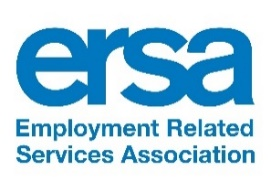 ersa
Employment Related
Services Association